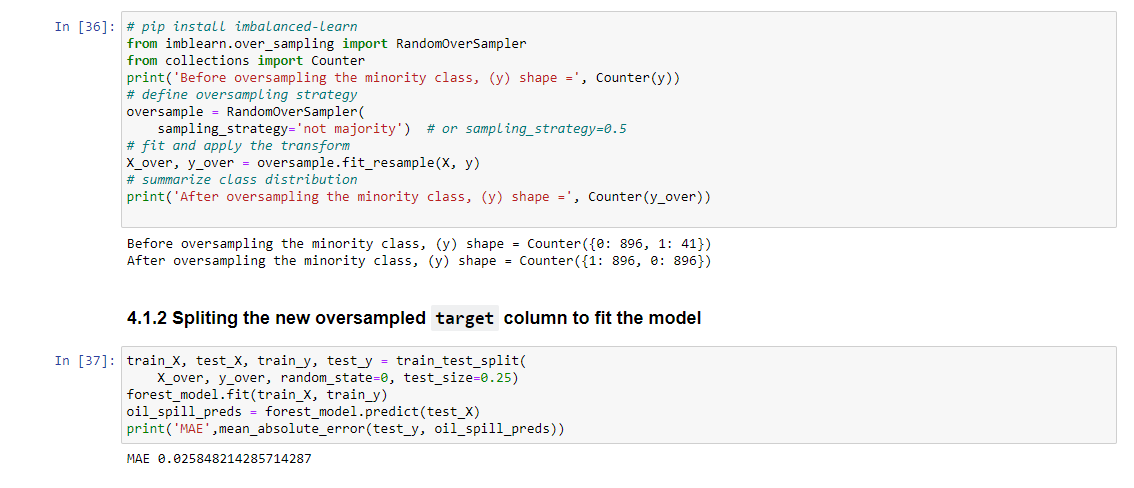 In [36]: # pip install imbalanced-learn
from imblearn.over_sampling import RandomOverSampler
from collections import Counter
print('Before oversampling the minority class, (y) shape =', Counter(y))
# define oversampling strategy
oversample = RandomOverSampler(
    sampling_strategy='not majority')  # or sampling_strategy=0.5
# fit and apply the transform
X_over, y_over = oversample.fit_resample(X, y)
# summarize class distribution
print('After oversampling the minority class, (y) shape =', Counter(y_over))
Before oversampling the minority class, (y) shape = Counter({0: 896, 1: 41})
After oversampling the minority class, (y) shape = Counter({1: 896, 0: 896})
4.1.2 Spliting the new oversampled target column to fit the model
In [37]: train_X, test_X, train_y, test_y = train_test_split(
    X_over, y_over, random_state=0, test_size=0.25)
forest_model.fit(train_X, train_y)
oil_spill_preds = forest_model.predict(test_X)
print('MAE',mean_absolute_error(test_y, oil_spill_preds))
MAE 0.025848214285714287